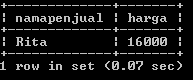 | namapenjual | harga |
| Rita | 16000 |
1 row in set (0.07 sec)